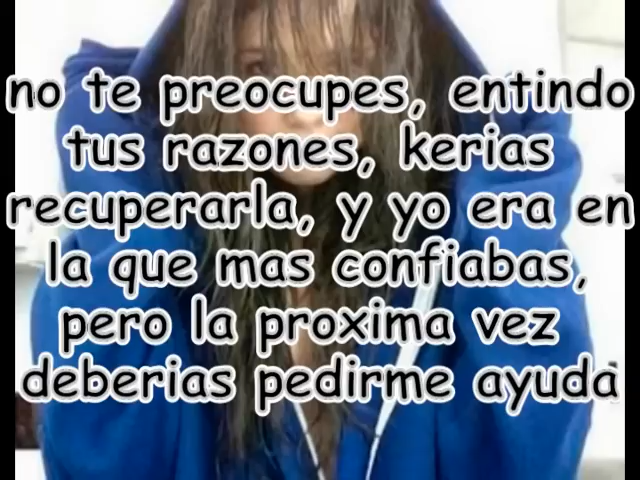 no te preocupes, entindo
tus razones, kerias
recuperarla, y yo era en
la que mas confiabas,
pero la proxima vez
deberias pedirme ayuda